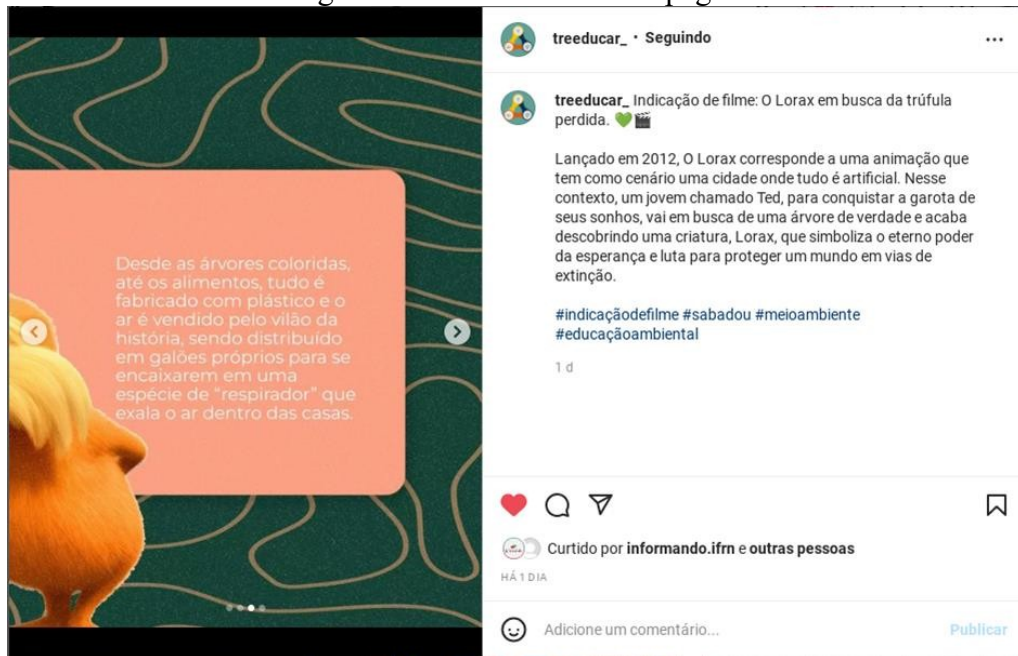 Desde as árvores coloridas,
até os alimentos, tudo é
fabricado com plástico e o
ar é vendido pelo vilão da
história, sendo distribuído
em galões próprios para se
encaixarem em uma
espécie de "respirador" que
exala o ar dentro das casas.
treeducar_ • Seguindo
treeducar_ Indicação de filme: O Lorax em busca da trúfula
perdida. 💚🎬
Lançado em 2012, O Lorax corresponde a uma animação que
tem como cenário uma cidade onde tudo é artificial. Nesse
contexto, um jovem chamado Ted, para conquistar a garota de
seus sonhos, vai em busca de uma árvore de verdade e acaba
descobrindo uma criatura, Lorax, que simboliza o eterno poder
da esperança e luta para proteger um mundo em vias de
extinção.
#indicaçãodefilme #sabadou #meioambiente
#educaçãoambiental
1 d
Curtido por informando.ifrn e outras pessoas
HÁ 1 DIA
Adicione um comentário...
Publicar